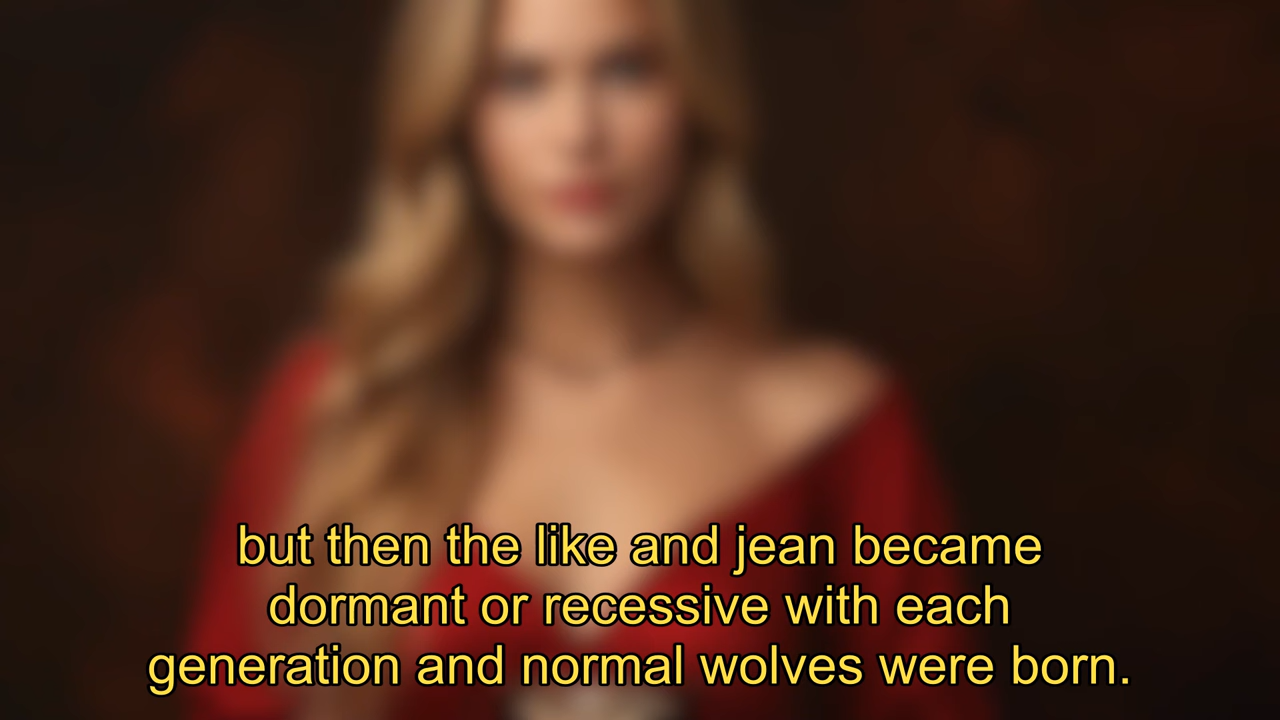 but then the like and jean became
dormant or recessive with each
generation and normal wolves were born.